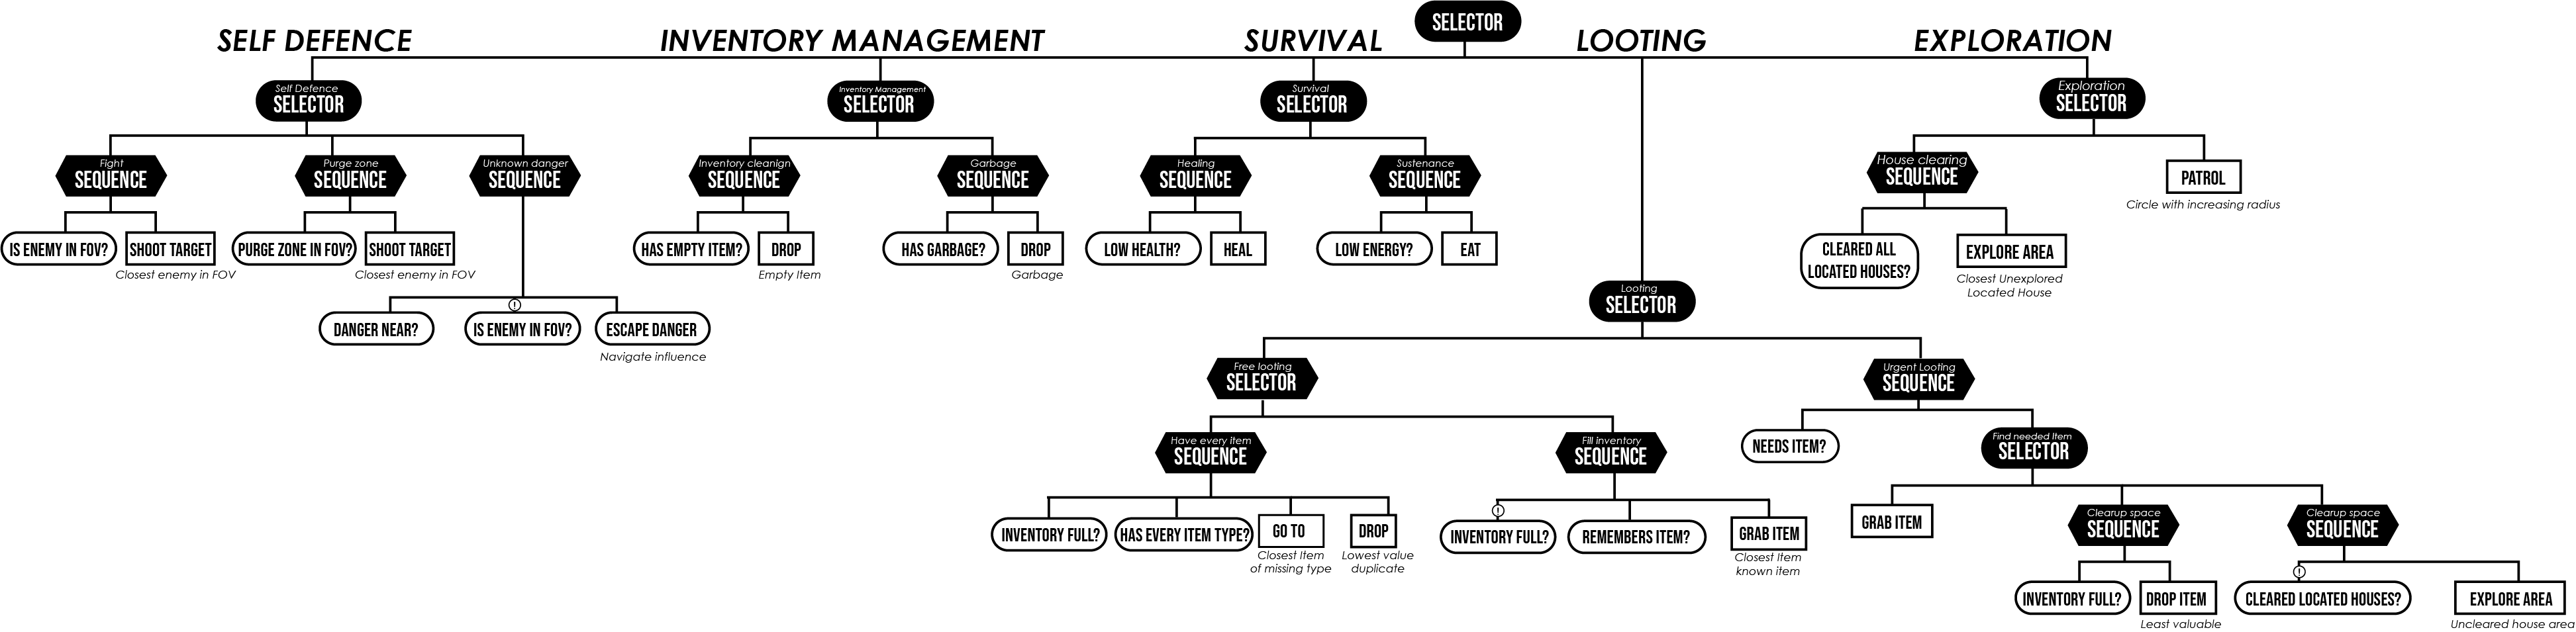 SELECTOR
SELF DEFENCE
INVENTORY MANAGEMENT
SURVIVAL
LOOTING
EXPLORATION
Self Defence
SELECTOR
Inventory Management
SELECTOR
Survival
SELECTOR
Exploration
SELECTOR
Fight
SEQUENCE
Purge zone
SEQUENCE
Unknown danger
SEQUENCE
Inventory cleanign
SEQUENCE
Garbage
SEQUENCE
Healing
SEQUENCE
Sustenance
SEQUENCE
House clearing
SEQUENCE
PATROL
Circle with increasing radius
IS ENEMY IN FOV?
SHOOT TARGET
Closest enemy in FOV
PURGE ZONE IN FOV?
SHOOT TARGET
Closest enemy in FOV
HAS EMPTY ITEM?
DROP
Empty Item
HAS GARBAGE?
DROP
Garbage
LOW HEALTH?
HEAL
LOW ENERGY?
EAT
CLEARED ALL
LOCATED HOUSES?
EXPLORE AREA
Closest Unexplored
Located House
DANGER NEAR?
!
IS ENEMY IN FOV?
ESCAPE DANGER
Navigate influence
Looting
SELECTOR
Free looting
SELECTOR
Urgent Looting
SEQUENCE
Have every item
SEQUENCE
Fill inventory
SEQUENCE
NEEDS ITEM?
Find needed Item
SELECTOR
INVENTORY FULL?
HAS EVERY ITEM TYPE?
GO TO
Closest Item
of missing type
DROP
Lowest value
duplicate
!
INVENTORY FULL?
REMEMBERS ITEM?
GRAB ITEM
Closest Item
known item
GRAB ITEM
Clearup space
SEQUENCE
Clearup space
SEQUENCE
INVENTORY FULL?
DROP ITEM
Least valuable
!
CLEARED LOCATED HOUSES?
EXPLORE AREA
Uncleared house area